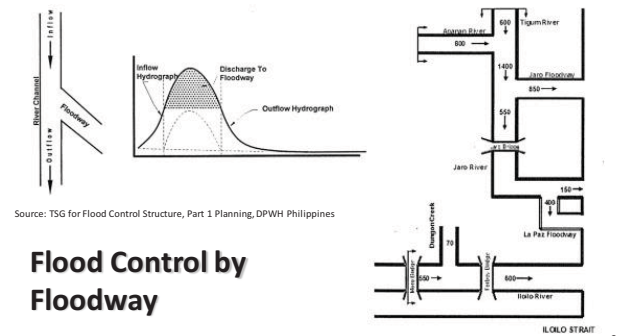 Inflow
River Channel
Floodway
Outflow
Inflow
Hydrograph
Discharge To
Floodway
Outflow Hydrograph
Source: TSG for Flood Control Structure, Part 1 Planning, DPWH Philippines
Flood Control by
Floodway
600
Tigum River
Aganan River
800
1400
Jaro Floodway
850
550
Jaro River
150
400
La Paz Floodway
Dungon Creek
70
550
600
Iloilo River
ILOILO STRAIT